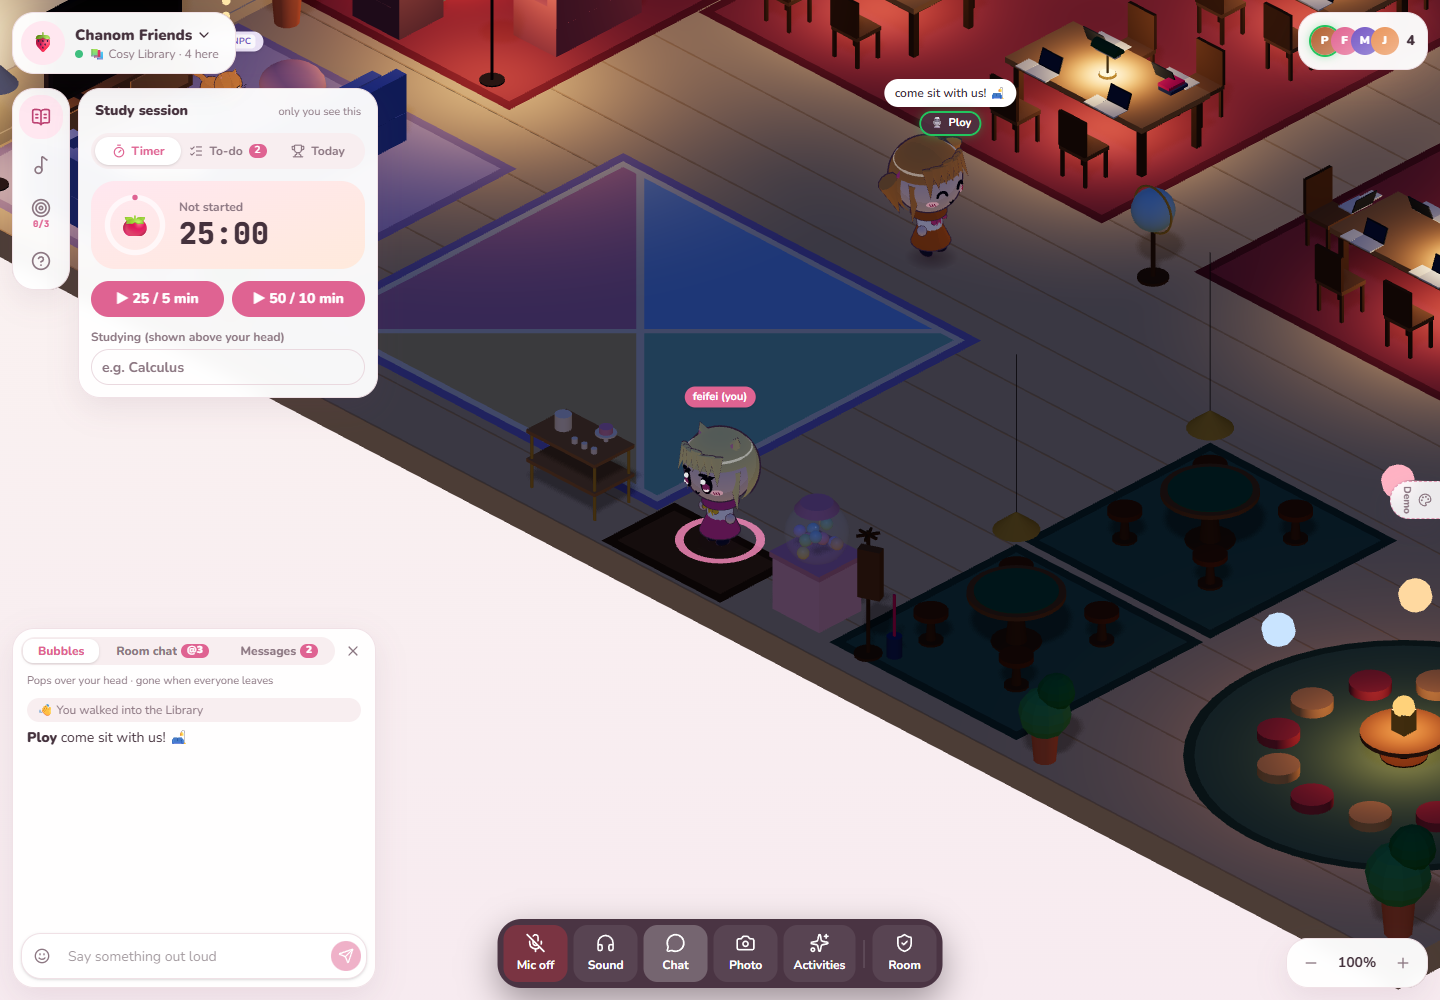 Chanom Friends
Cosy Library · 4 here
NPC
P F M J 4
Study session
only you see this
Timer
To-do 2
Today
0/3
Not started
25:00
25 / 5 min
50 / 10 min
Studying (shown above your head)
e.g. Calculus
come sit with us!
Ploy
feifei (you)
Demo
Bubbles
Room chat @3
Messages 2
Pops over your head · gone when everyone leaves
You walked into the Library
Ploy come sit with us!
Say something out loud
Mic off
Sound
Chat
Photo
Activities
Room
100%